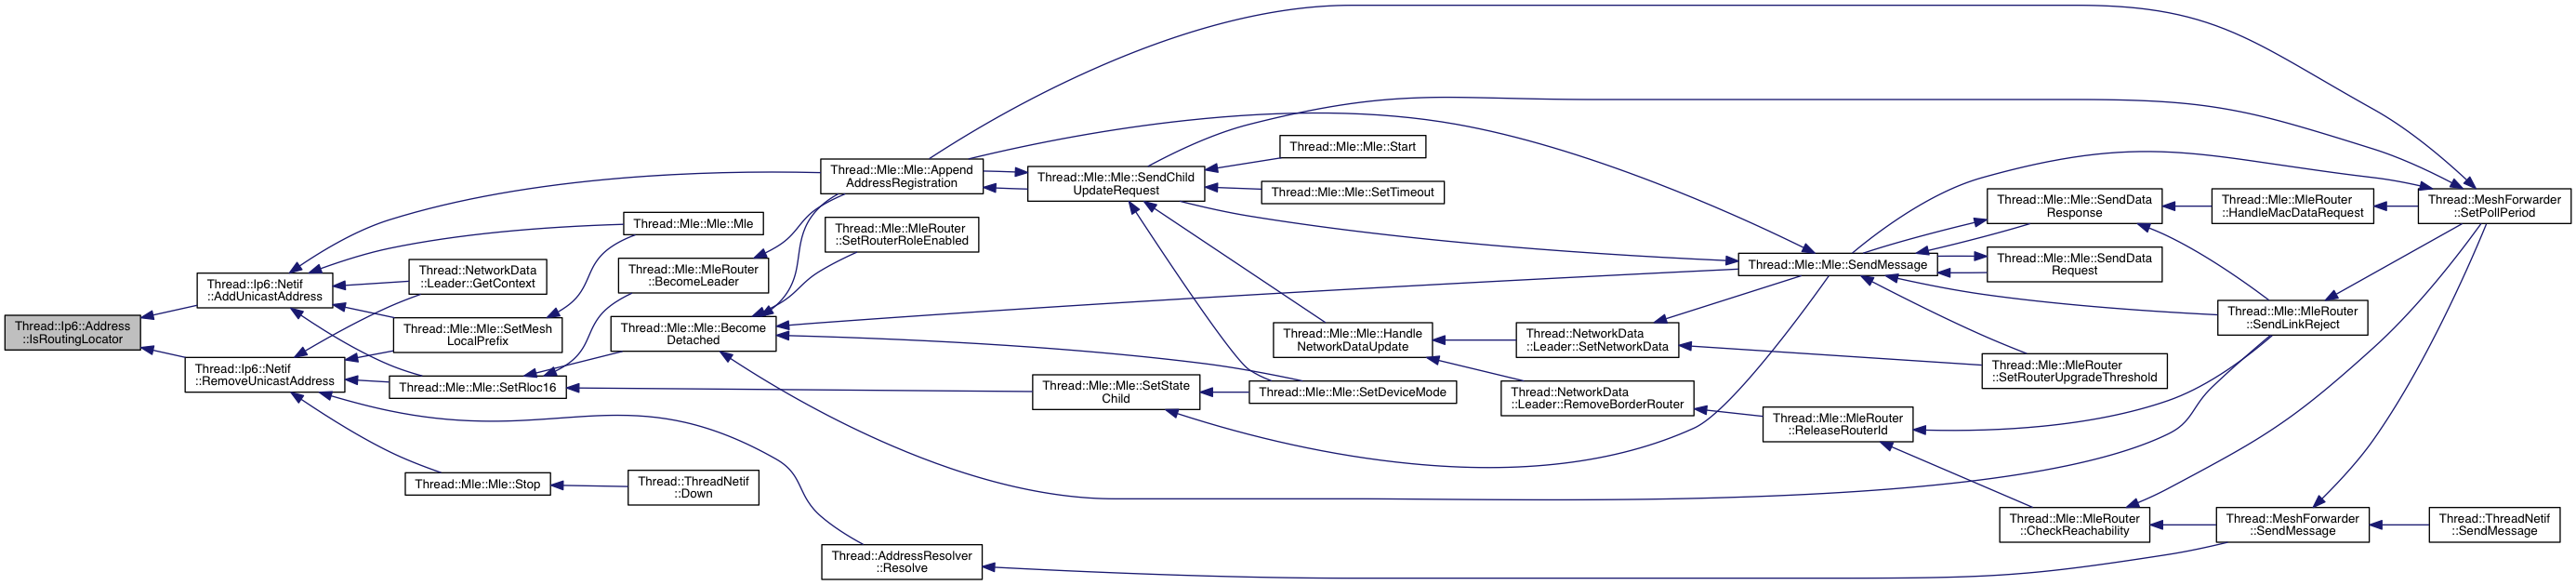 Thread::Ip6::Address
::IsRoutingLocator
Thread::Ip6::Netif
::AddUnicastAddress
Thread::Ip6::Netif
::RemoveUnicastAddress
Thread::NetworkData
::Leader::GetContext
Thread::Mle::Mle::SetMesh
LocalPrefix
Thread::Mle::Mle::SetRloc16
Thread::Mle::Mle::Stop
Thread::Mle::Mle::Mle
Thread::Mle::MleRouter
::BecomeLeader
Thread::Mle::Mle::Become
Detached
Thread::ThreadNetif
::Down
Thread::Mle::Mle::Append
AddressRegistration
Thread::Mle::MleRouter
::SetRouterRoleEnabled
Thread::AddressResolver
::Resolve
Thread::Mle::Mle::SendChild
UpdateRequest
Thread::Mle::Mle::SetState
Child
Thread::Mle::Mle::Start
Thread::Mle::Mle::SetTimeout
Thread::Mle::Mle::Handle
NetworkDataUpdate
Thread::Mle::Mle::SetDeviceMode
Thread::NetworkData
::Leader::SetNetworkData
Thread::NetworkData
::Leader::RemoveBorderRouter
Thread::Mle::Mle::SendMessage
Thread::Mle::MleRouter
::ReleaseRouterId
Thread::Mle::Mle::SendData
Response
Thread::Mle::Mle::SendData
Request
Thread::Mle::MleRouter
::SetRouterUpgradeThreshold
Thread::Mle::MleRouter
::CheckReachability
Thread::Mle::MleRouter
::HandleMacDataRequest
Thread::Mle::MleRouter
::SendLinkReject
Thread::MeshForwarder
::SendMessage
Thread::MeshForwarder
::SetPollPeriod
Thread::ThreadNetif
::SendMessage